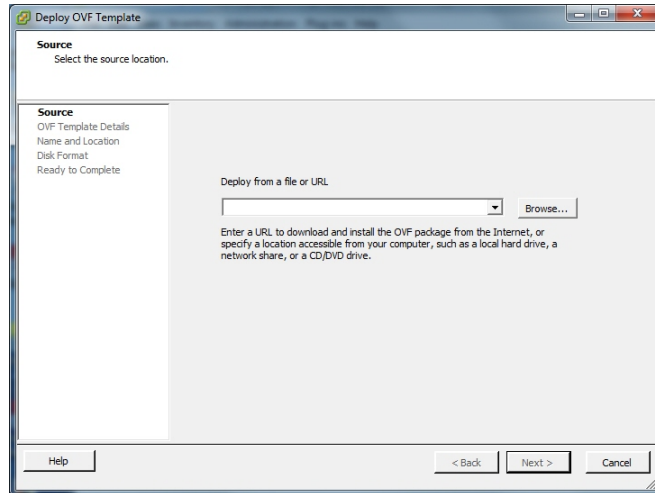 Deploy OVF Template
Source
Select the source location.
Source
OVF Template Details
Name and Location
Disk Format
Ready to Complete
Deploy from a file or URL
Browse...
Enter a URL to download and install the OVF package from the Internet, or
specify a location accessible from your computer, such as a local hard drive, a
network share, or a CD/DVD drive.
Help
< Back
Next >
Cancel